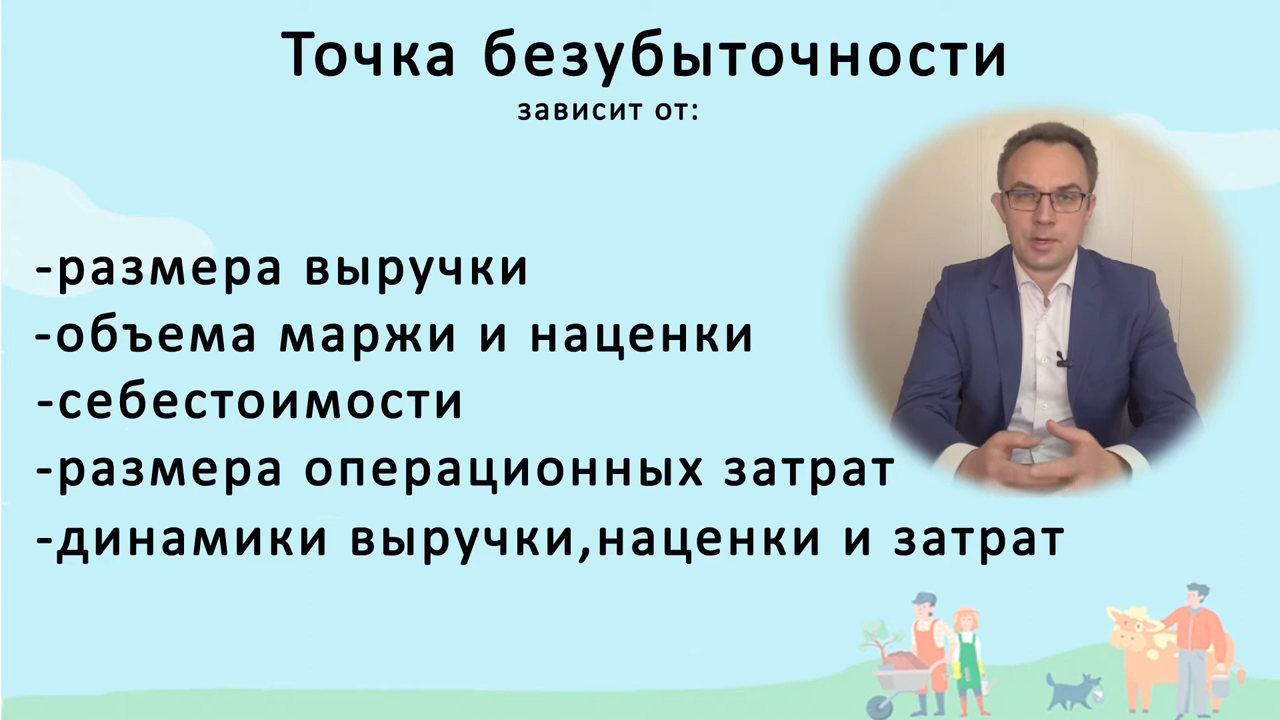 Точка безубыточности
зависит от:
-размера выручки
-объема маржи и наценки
-себестоимости
-размера операционных затрат
-динамики выручки,наценки и затрат